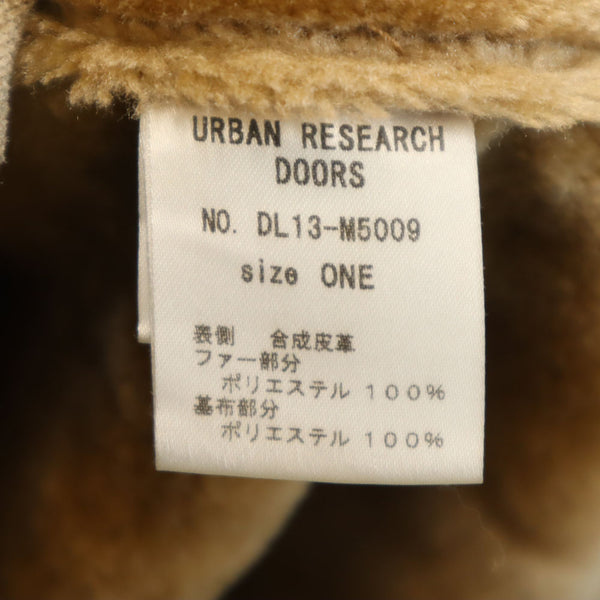 URBAN RESEARCH
DOORS
NO. DL13-M5009
size ONE
表側 合成皮革
ファー部分
ポリエステル 100%
基布部分
ポリエステル 100%